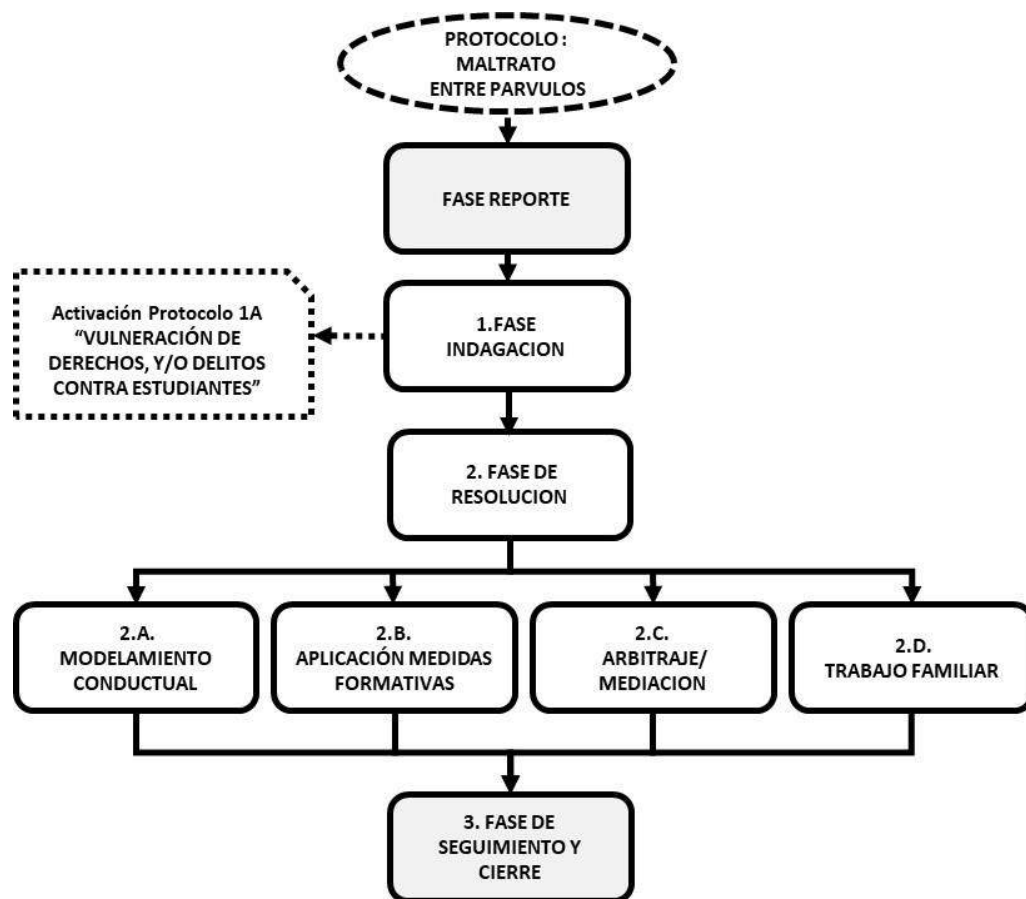 PROTOCOLO :
MALTRATO
ENTRE PARVULOS
FASE REPORTE
1.FASE
INDAGACION
Activación Protocolo 1A
“VULNERACIÓN DE
DERECHOS, Y/O DELITOS
CONTRA ESTUDIANTES”
2. FASE DE
RESOLUCION
2.A.
MODELAMIENTO
CONDUCTUAL
2.B.
APLICACIÓN MEDIDAS
FORMATIVAS
2.C.
ARBITRAJE/
MEDIACION
2.D.
TRABAJO FAMILIAR
3. FASE DE
SEGUIMIENTO Y
CIERRE